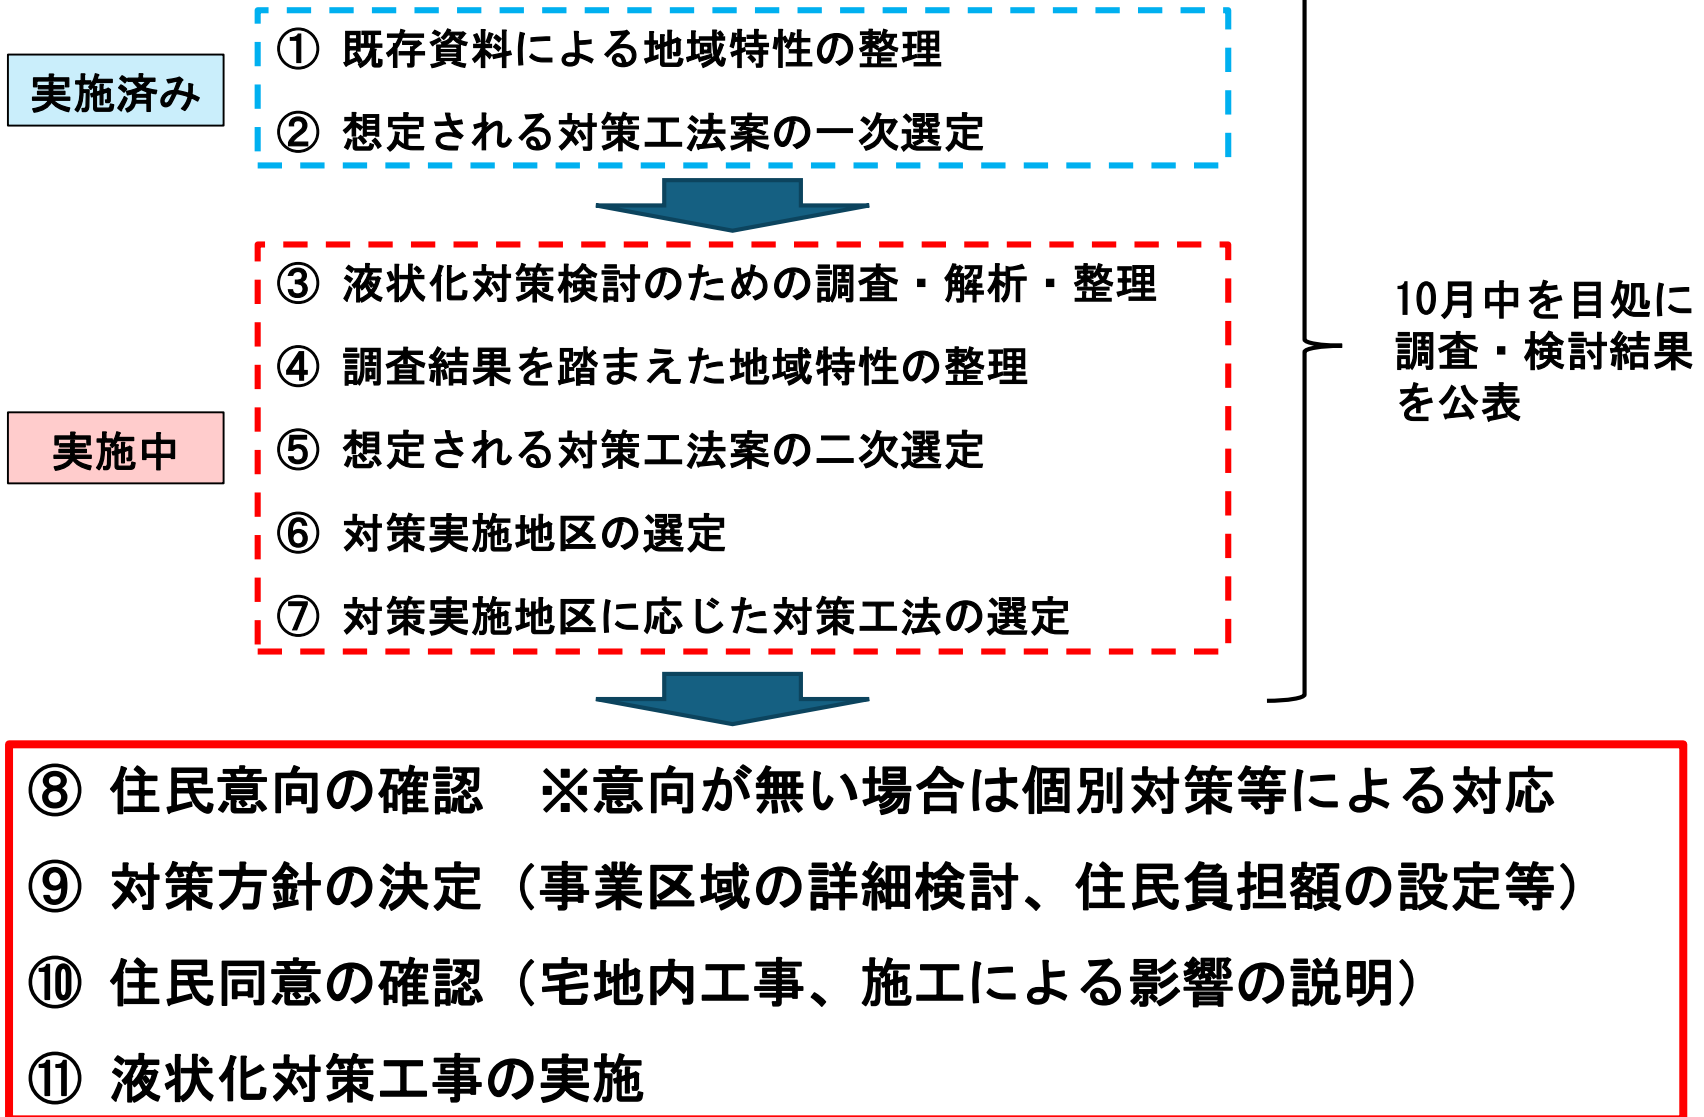 実施済み
① 既存資料による地域特性の整理
② 想定される対策工法案の一次選定
実施中
③ 液状化対策検討のための調査・解析・整理
④ 調査結果を踏まえた地域特性の整理
⑤ 想定される対策工法案の二次選定
⑥ 対策実施地区の選定
⑦ 対策実施地区に応じた対策工法の選定
10月中を目処に
調査・検討結果
を公表
⑧ 住民意向の確認　※意向が無い場合は個別対策等による対応
⑨ 対策方針の決定（事業区域の詳細検討、住民負担額の設定等）
⑩ 住民同意の確認（宅地内工事、施工による影響の説明）
⑪ 液状化対策工事の実施